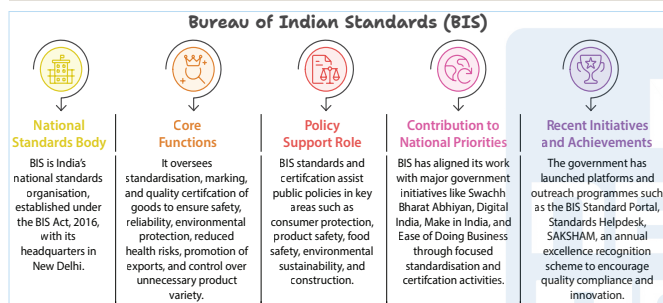 Bureau of Indian Standards (BIS)
National
Standards Body
BIS is India's
national standards
organisation,
established under
the BIS Act, 2016,
with its
headquarters in
New Delhi.
Core
Functions
It oversees
standardisation, marking,
and quality certifcation of
goods to ensure safety,
reliability, environmental
protection, reduced
health risks, promotion of
exports, and control over
unnecessary product
variety.
Policy
Support Role
BIS standards and
certifcation assist
public policies in key
areas such as
consumer protection,
product safety, food
safety, environmental
sustainability, and
construction.
Contribution to
National Priorities
BIS has aligned its work
with major government
initiatives like Swachh
Bharat Abhiyan, Digital
India, Make in India, and
Ease of Doing Business
through focused
standardisation and
certifcation activities.
Recent Initiatives
and Achievements
The government has
launched platforms and
outreach programmes such
as the BIS Standard Portal,
Standards Helpdesk,
SAKSHAM, an annual
excellence recognition
scheme to encourage
quality compliance and
innovation.